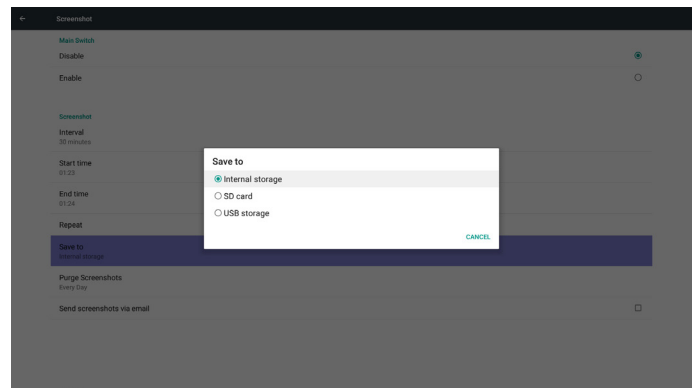 Screenshot
Main Switch
Disable
Enable
Screenshot
Interval
30 minutes
Start time
01:23
End time
01:24
Repeat
Save to
Internal storage
Purge Screenshots
Every Day
Send screenshots via email
Save to
Internal storage
SD card
USB storage
CANCEL